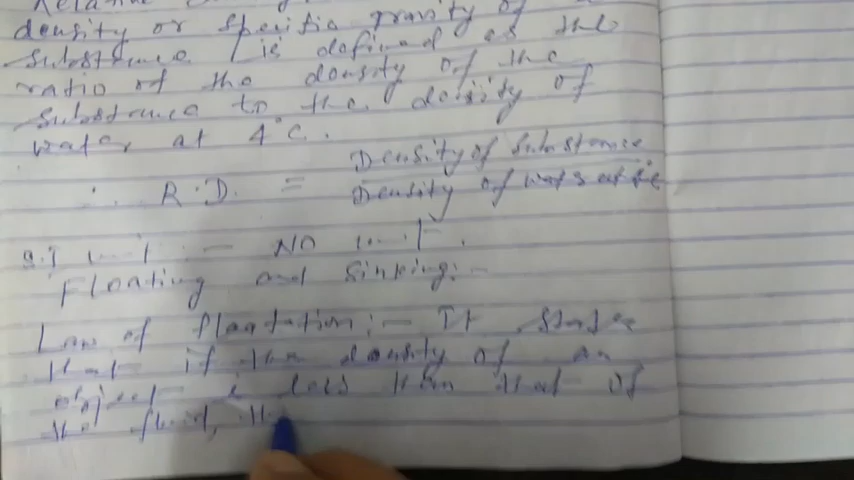 Relative
density or specific gravity of a
substance is defined as the
ratio of the density of the
substance to the density of
water at 4°C.
∴ R.D. = Density of substance
Density of water at 4°C
S.I unit :- NO unit.
Floating and Sinking:-
Law of floatation:- It states
that if the density of an
object is less than that of
the fluid, the